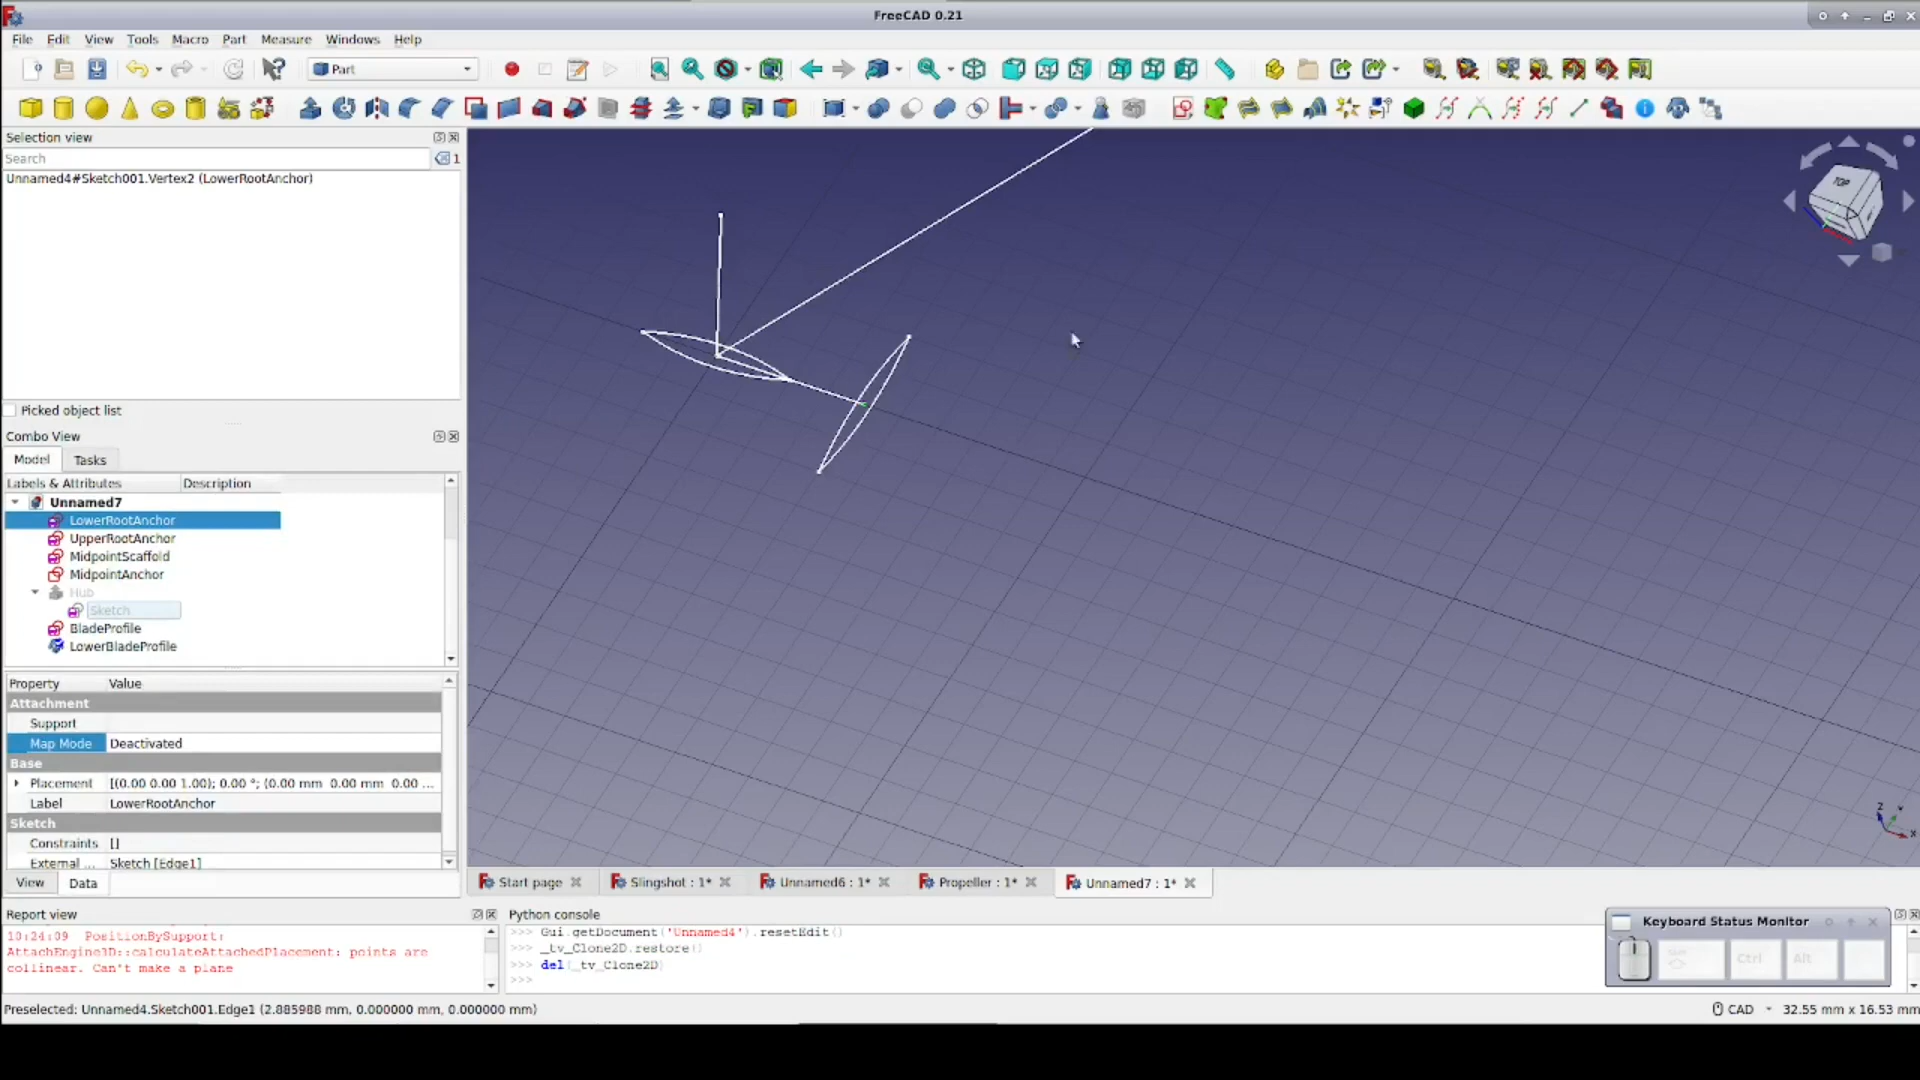 FreeCAD 0.21
File Edit View Tools Macro Part Measure Windows Help
Part
Selection view
Search
1
Unnamed4#Sketch001.Vertex2 (LowerRootAnchor)
TOP
Picked object list
Combo View
Model Tasks
Labels & Attributes Description
Unnamed7
LowerRootAnchor
UpperRootAnchor
MidpointScaffold
MidpointAnchor
Hub
Sketch
BladeProfile
LowerBladeProfile
Property Value
Attachment
Support
Map Mode Deactivated
Base
Placement [(0.00 0.00 1.00); 0.00 °; (0.00 mm 0.00 mm 0.00 ...
Label LowerRootAnchor
Sketch
Constraints []
External ... Sketch [Edge1]
View Data
Z Y X
Start page Slingshot : 1* Unnamed6 : 1* Propeller : 1* Unnamed7 : 1*
Report view
10:24:09 PositionBySupport:
AttachEngine3D::calculateAttachedPlacement: points are
collinear. Can't make a plane
Python console
>>> Gui.getDocument('Unnamed4').resetEdit()
>>> _tv_Clone2D.restore()
>>> del(_tv_Clone2D)
>>>
Keyboard Status Monitor
Shift Ctrl Alt
Preselected: Unnamed4.Sketch001.Edge1 (2.885988 mm, 0.000000 mm, 0.000000 mm)
CAD 32.55 mm x 16.53 mm